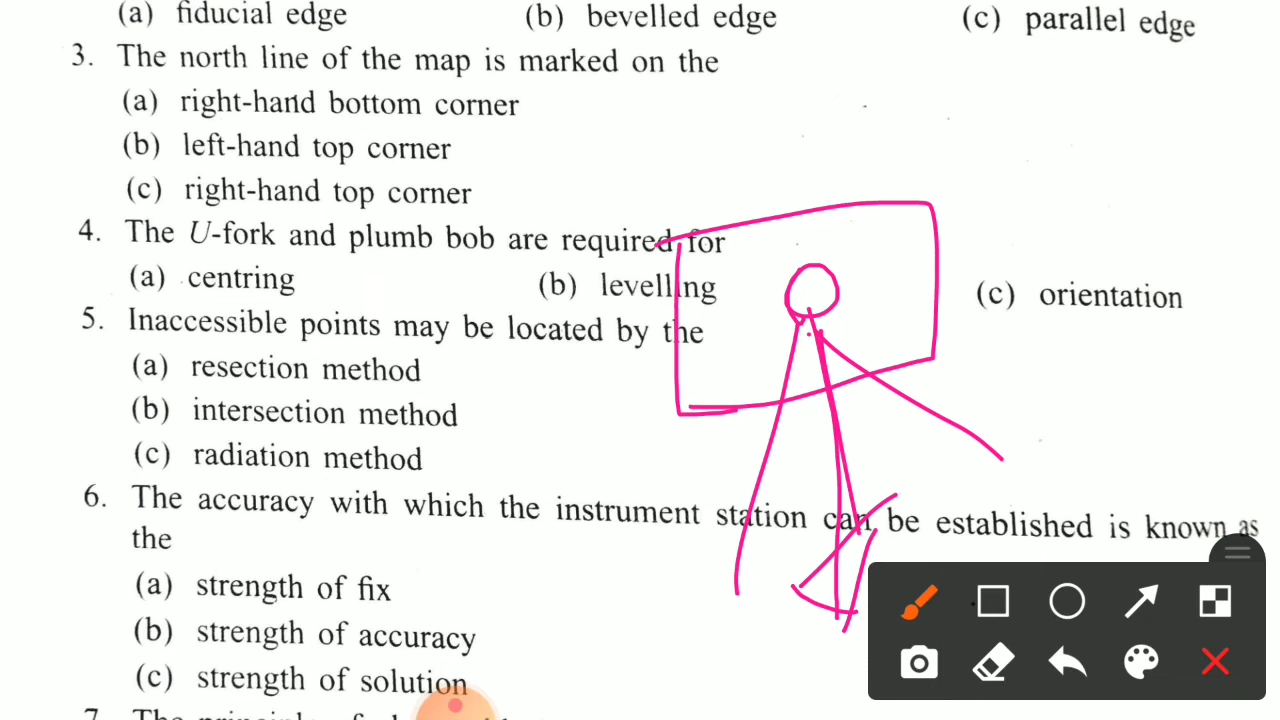 (a) fiducial edge (b) bevelled edge (c) parallel edge
3. The north line of the map is marked on the
(a) right-hand bottom corner
(b) left-hand top corner
(c) right-hand top corner
4. The U-fork and plumb bob are required for
(a) centring (b) levelling (c) orientation
5. Inaccessible points may be located by the
(a) resection method
(b) intersection method
(c) radiation method
6. The accuracy with which the instrument station can be established is known as
the
(a) strength of fix
(b) strength of accuracy
(c) strength of solution
7. The